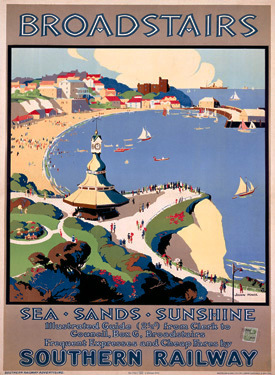 BROADSTAIRS
SEA · SANDS · SUNSHINE
Illustrated Guide from Clerk to
Council, Box G, Broadstairs
Frequent Expresses and Cheap Fares by
SOUTHERN RAILWAY